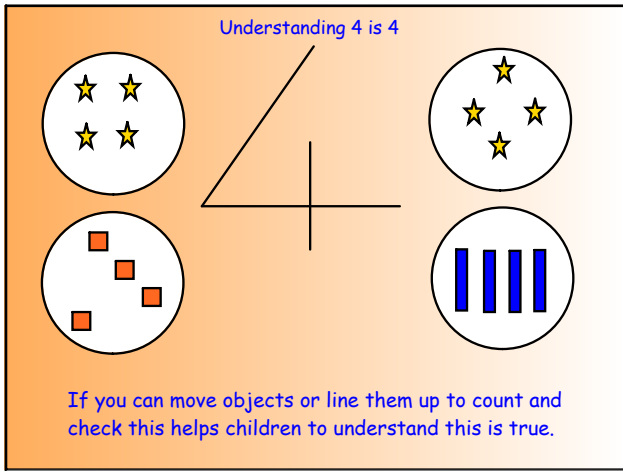 Understanding 4 is 4
4
If you can move objects or line them up to count and
check this helps children to understand this is true.